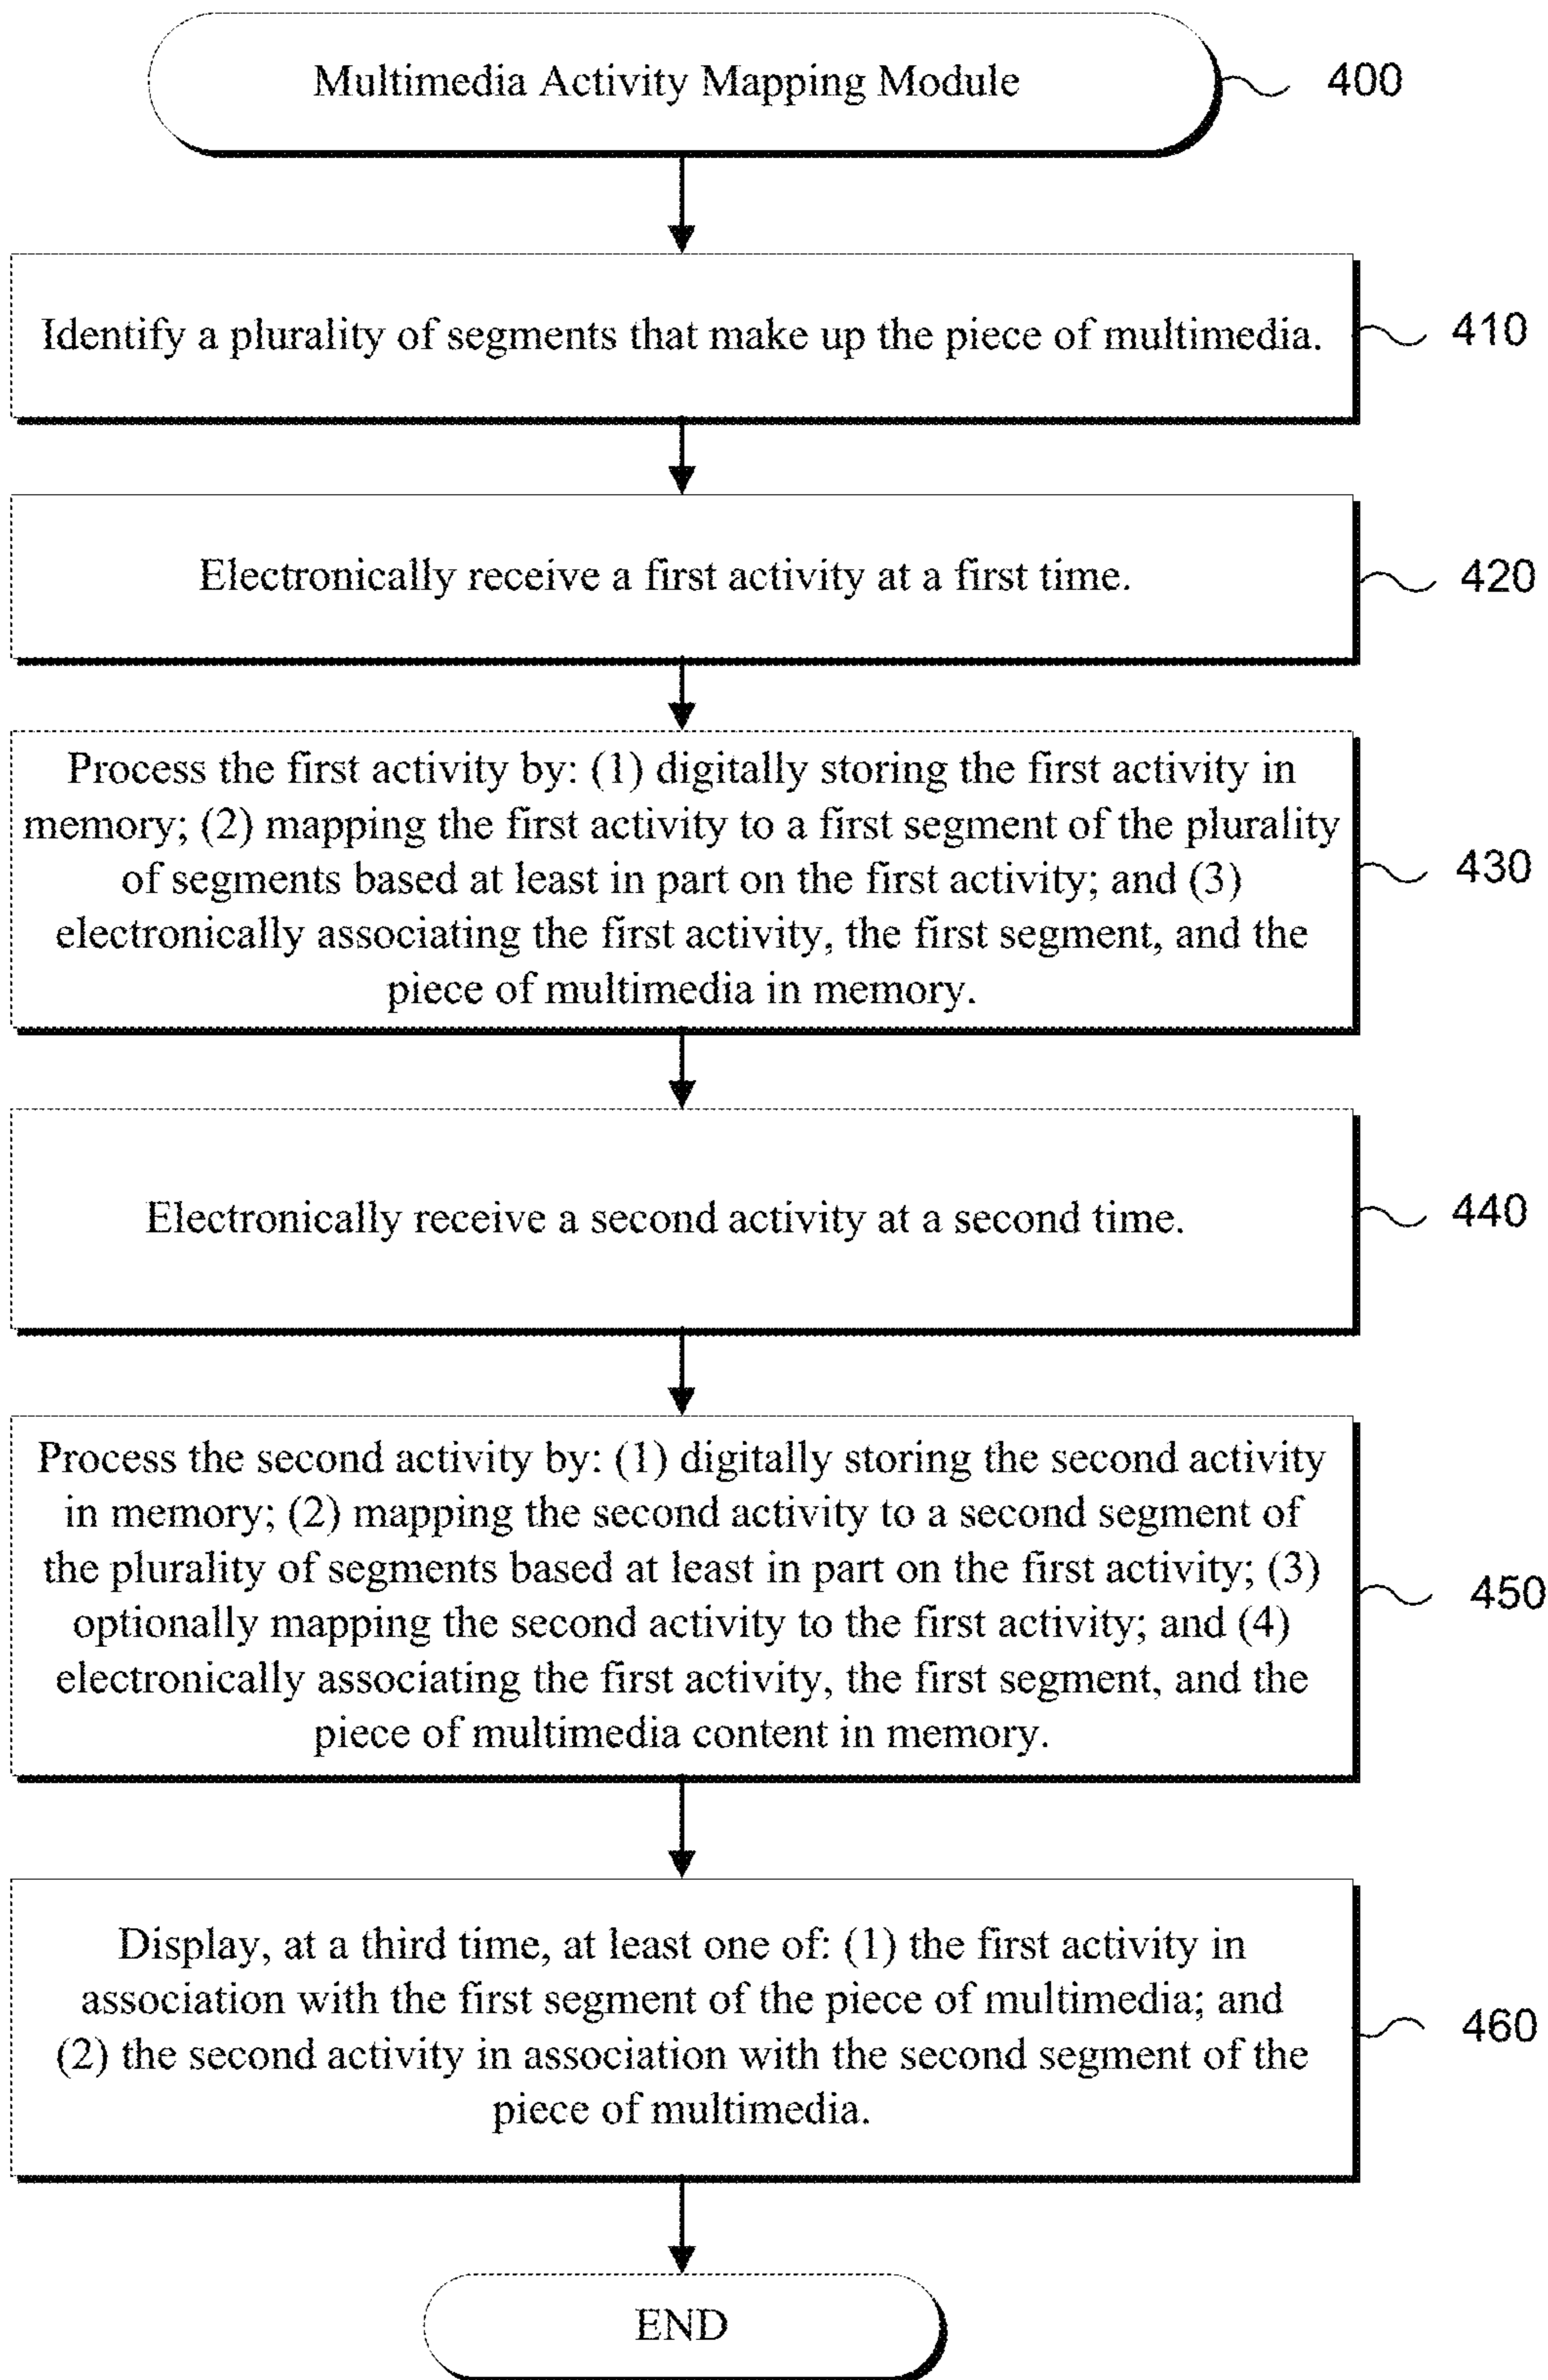 Multimedia Activity Mapping Module
400
Identify a plurality of segments that make up the piece of multimedia.
410
Electronically receive a first activity at a first time.
420
Process the first activity by: (1) digitally storing the first activity in
memory; (2) mapping the first activity to a first segment of the plurality
of segments based at least in part on the first activity; and (3)
electronically associating the first activity, the first segment, and the
piece of multimedia in memory.
430
Electronically receive a second activity at a second time.
440
Process the second activity by: (1) digitally storing the second activity
in memory; (2) mapping the second activity to a second segment of
the plurality of segments based at least in part on the first activity; (3)
optionally mapping the second activity to the first activity; and (4)
electronically associating the first activity, the first segment, and the
piece of multimedia content in memory.
450
Display, at a third time, at least one of: (1) the first activity in
association with the first segment of the piece of multimedia; and
(2) the second activity in association with the second segment of the
piece of multimedia.
460
END